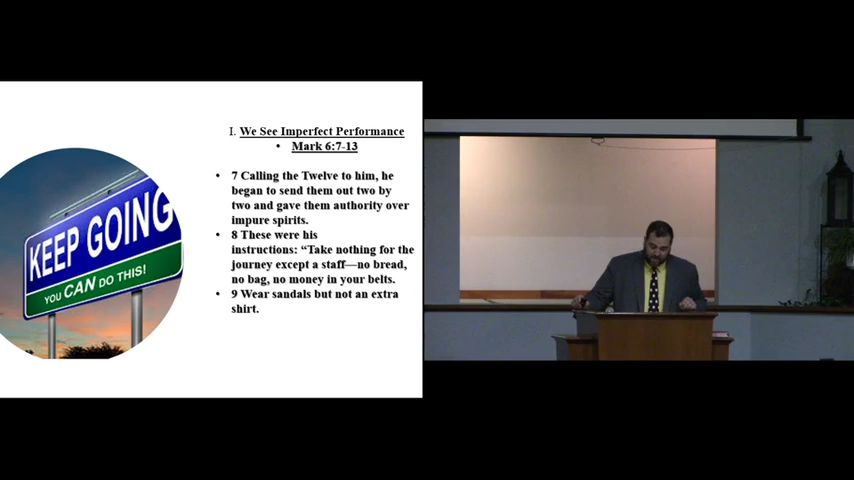 KEEP GOING
YOU CAN DO THIS!
I. We See Imperfect Performance
• Mark 6:7-13
• 7 Calling the Twelve to him, he
began to send them out two by
two and gave them authority over
impure spirits.
• 8 These were his
instructions: “Take nothing for the
journey except a staff—no bread,
no bag, no money in your belts.
• 9 Wear sandals but not an extra
shirt.